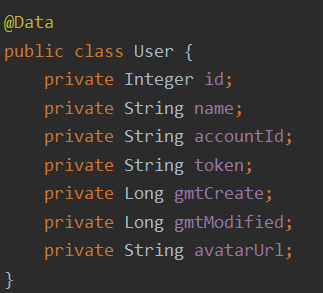 @Data
public class User {
    private Integer id;
    private String name;
    private String accountId;
    private String token;
    private Long gmtCreate;
    private Long gmtModified;
    private String avatarUrl;
}